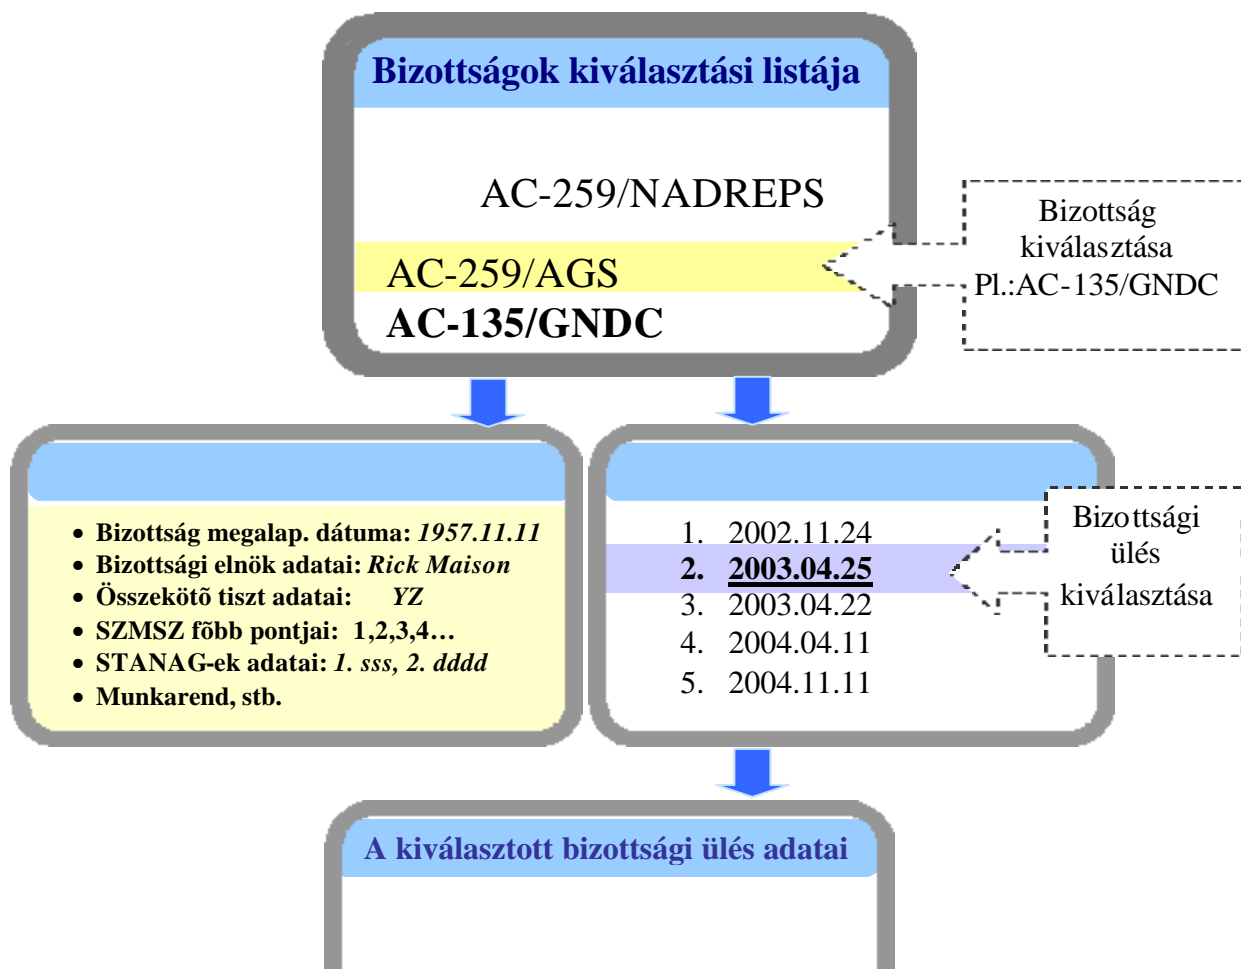 Bizottságok kiválasztási listája
AC-259/NADREPS
AC-259/AGS
AC-135/GNDC
Bizottság
kiválasztása
Pl.:AC-135/GNDC
• Bizottság megalap. dátuma: 1957.11.11
• Bizottsági elnök adatai: Rick Maison
• Összekötõ tiszt adatai: YZ
• SZMSZ fõbb pontjai: 1,2,3,4…
• STANAG-ek adatai: 1. sss, 2. dddd
• Munkarend, stb.
1. 2002.11.24
2. 2003.04.25
3. 2003.04.22
4. 2004.04.11
5. 2004.11.11
Bizottsági
ülés
kiválasztása
A kiválasztott bizottsági ülés adatai